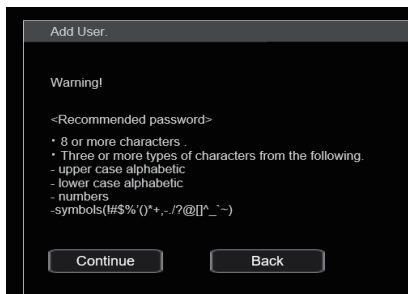 Add User.
Warning!
<Recommended password>
・8 or more characters .
・Three or more types of characters from the following.
- upper case alphabetic
- lower case alphabetic
- numbers
-symbols(!#$%'()*+,-./?@[]^_`~)
Continue
Back